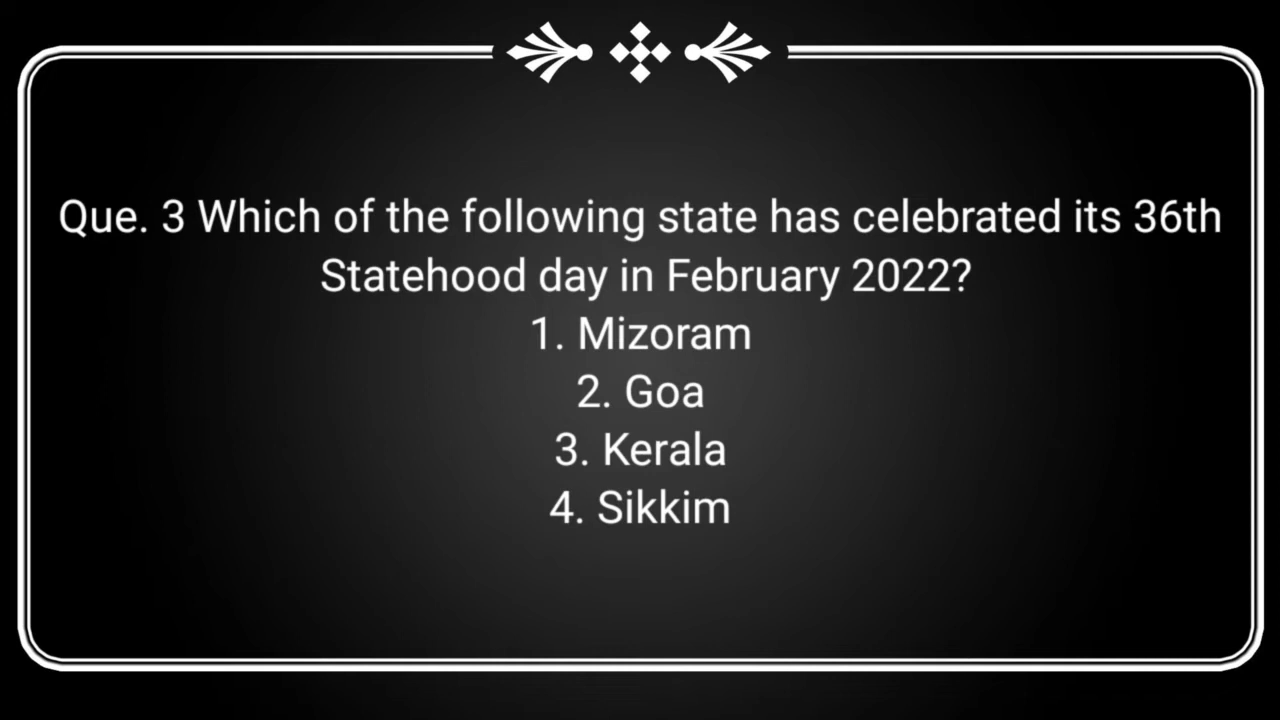 Que. 3 Which of the following state has celebrated its 36th
Statehood day in February 2022?
1. Mizoram
2. Goa
3. Kerala
4. Sikkim